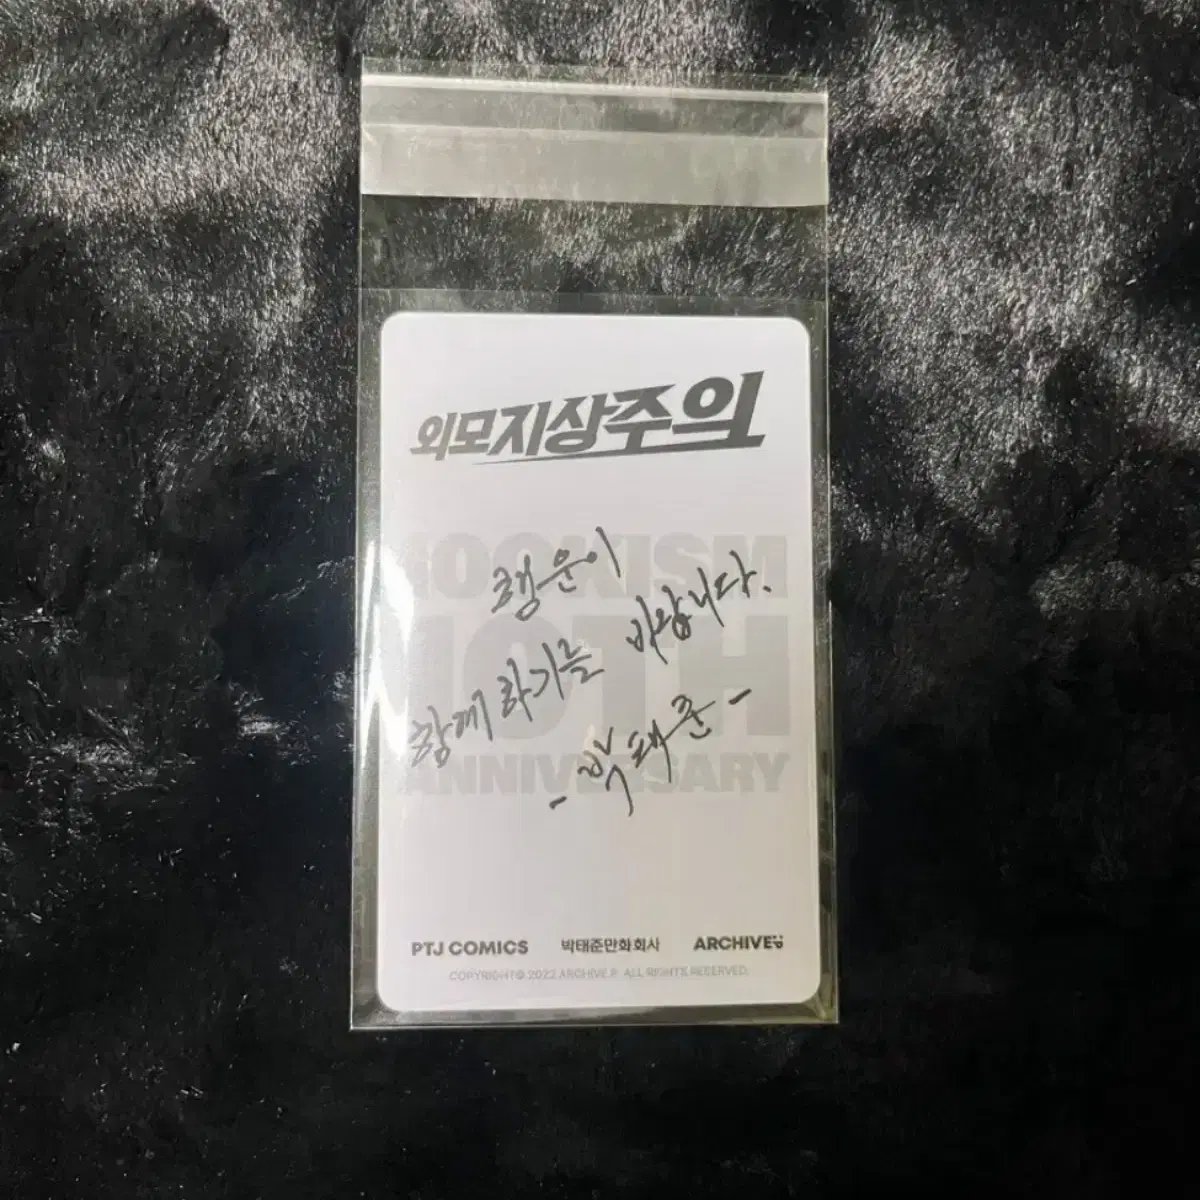 외모지상주의
LOOKISM
10TH
ANNIVERSARY
행운이
함께 하기를 바랍니다.
- 박태준 -
PTJ COMICS 박태준만화회사 ARCHIVE.P
COPYRIGHT© 2022 ARCHIVE.P. ALL RIGHTS RESERVED.